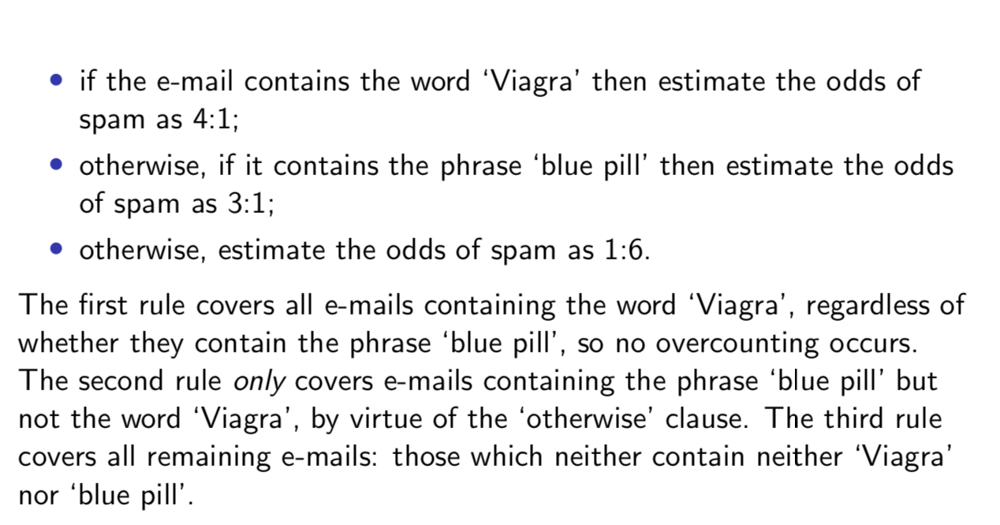 • if the e-mail contains the word ‘Viagra’ then estimate the odds of
spam as 4:1;
• otherwise, if it contains the phrase ‘blue pill’ then estimate the odds
of spam as 3:1;
• otherwise, estimate the odds of spam as 1:6.
The first rule covers all e-mails containing the word ‘Viagra’, regardless of
whether they contain the phrase ‘blue pill’, so no overcounting occurs.
The second rule only covers e-mails containing the phrase ‘blue pill’ but
not the word ‘Viagra’, by virtue of the ‘otherwise’ clause. The third rule
covers all remaining e-mails: those which neither contain neither ‘Viagra’
nor ‘blue pill’.